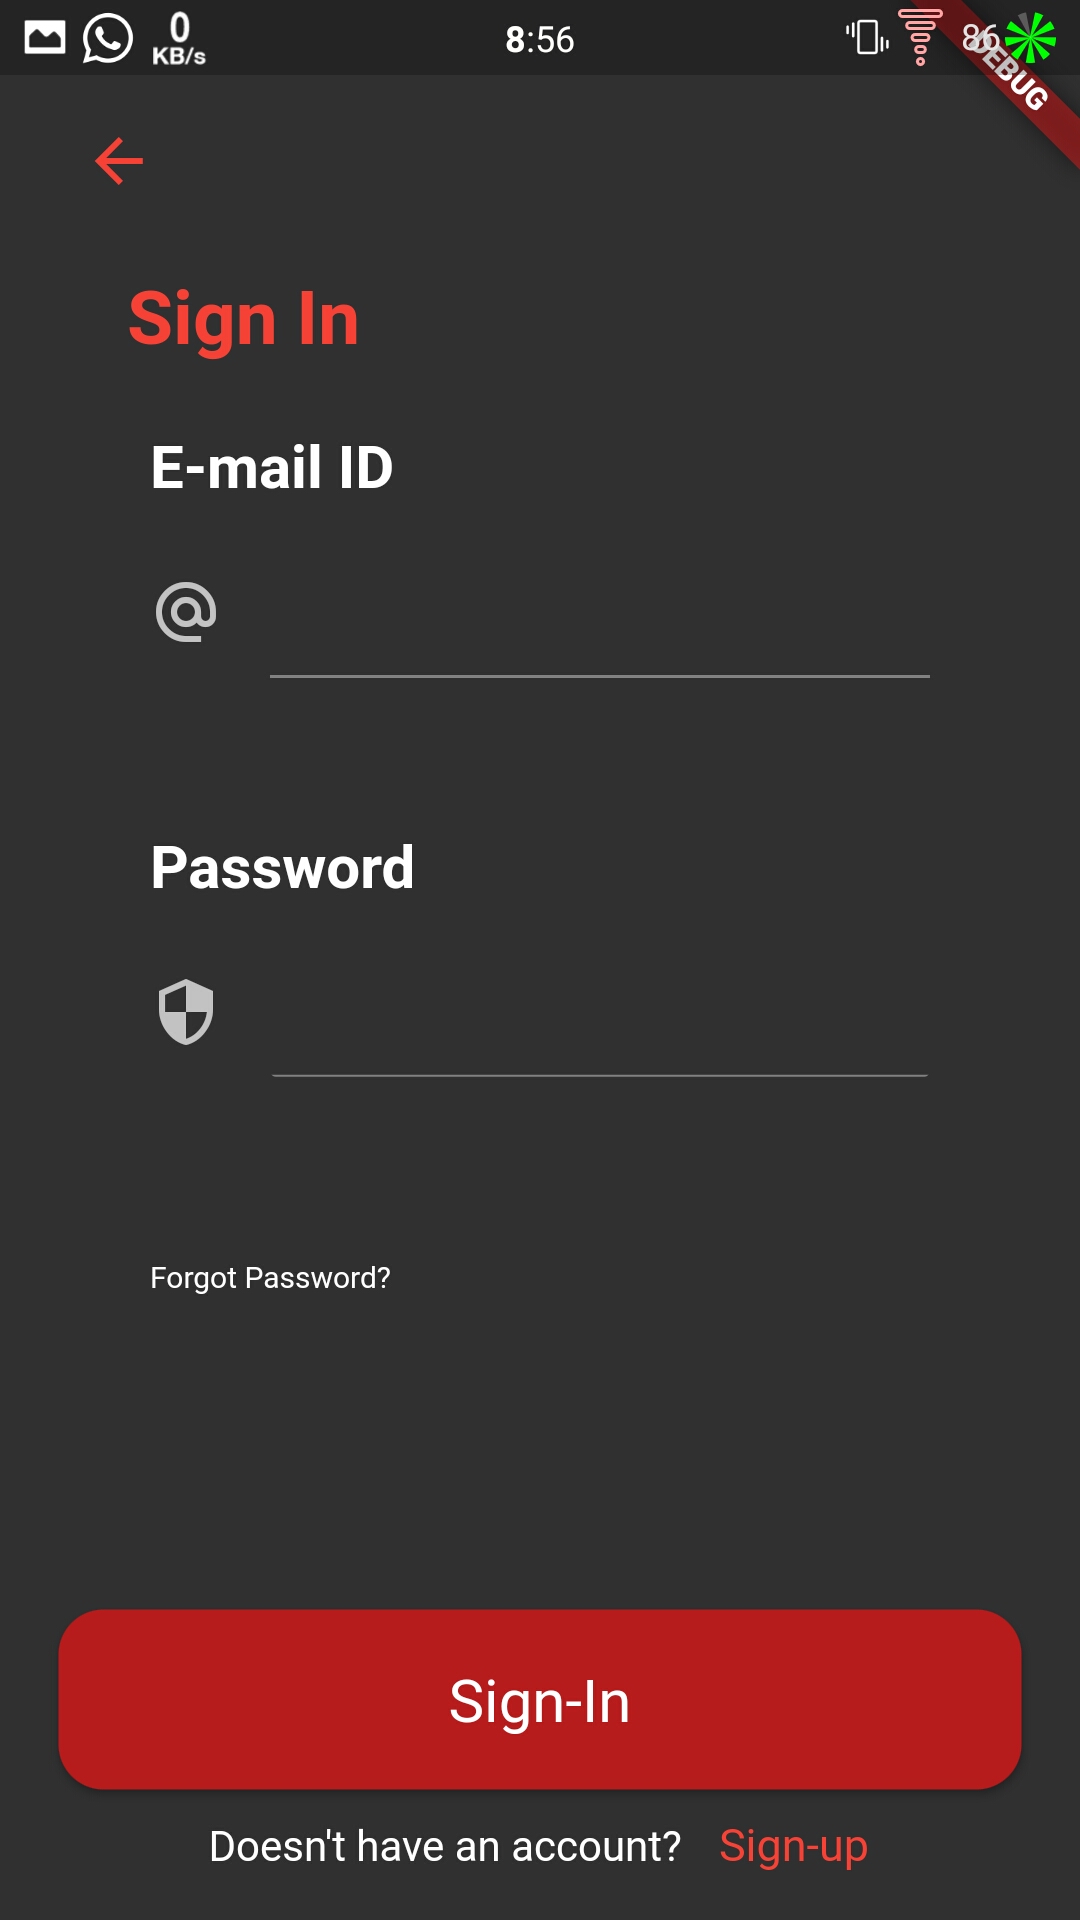 0
KB/s
8:56
86
DEBUG
Sign In
E-mail ID
Password
Forgot Password?
Sign-In
Doesn't have an account? Sign-up